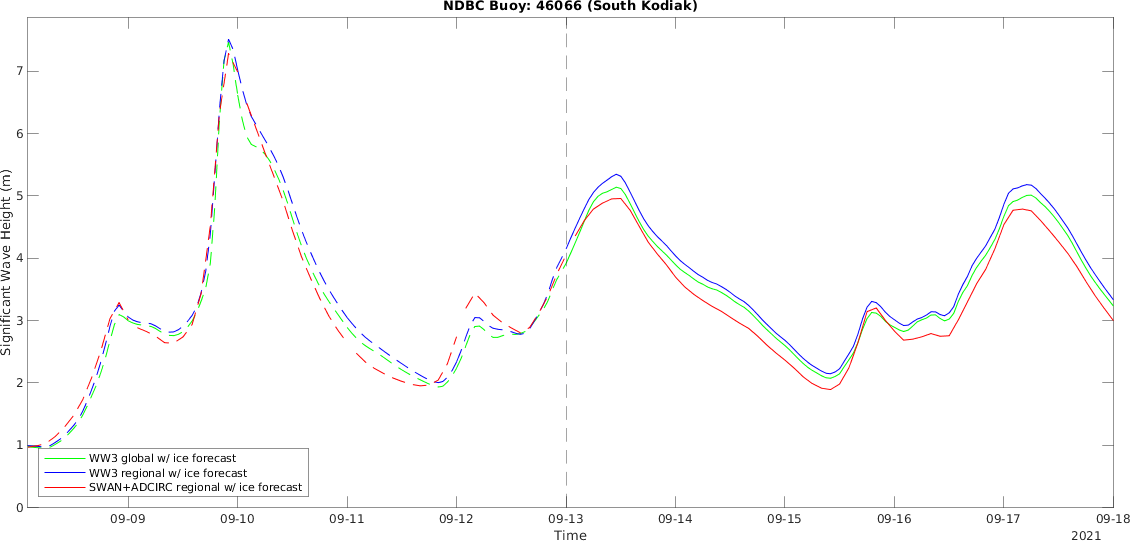 NDBC Buoy: 46066 (South Kodiak)
Significant Wave Height (m)
7
6
5
4
3
2
1
0
WW3 global w/ ice forecast
WW3 regional w/ ice forecast
SWAN+ADCIRC regional w/ ice forecast
09-09 09-10 09-11 09-12 09-13 09-14 09-15 09-16 09-17 09-18
Time
2021